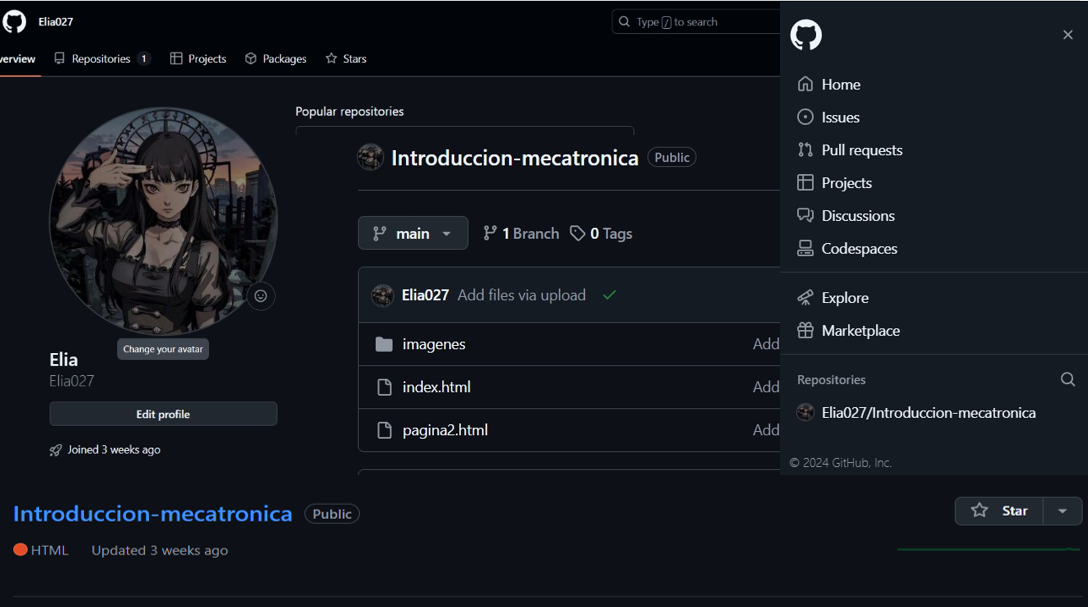 Elia027
Type / to search
verview
Repositories 1
Projects
Packages
Stars
Popular repositories
Change your avatar
Elia
Elia027
Edit profile
Joined 3 weeks ago
Introduccion-mecatronica Public
main
1 Branch
0 Tags
Elia027 Add files via upload
imagenes Add
index.html Add
pagina2.html Add
Home
Issues
Pull requests
Projects
Discussions
Codespaces
Explore
Marketplace
Repositories
Elia027/Introduccion-mecatronica
© 2024 GitHub, Inc.
Introduccion-mecatronica Public
Star
HTML Updated 3 weeks ago